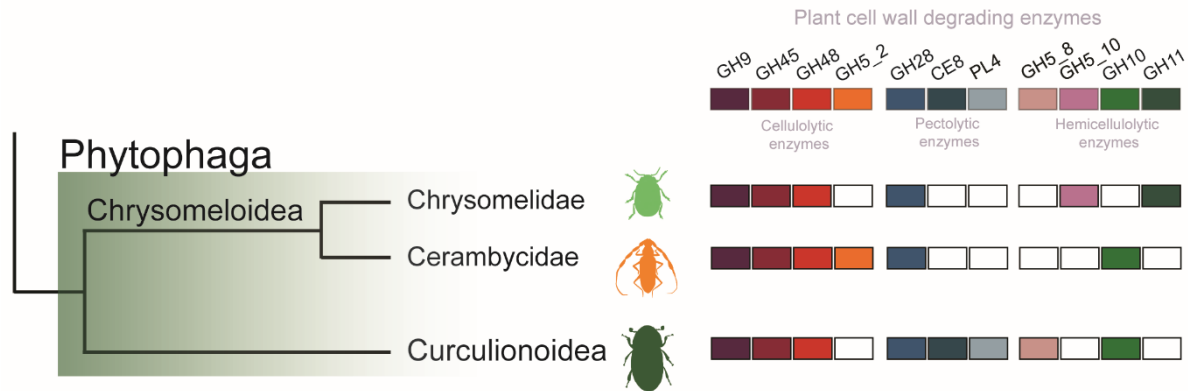 Plant cell wall degrading enzymes
GH9 GH45 GH48 GH5_2 GH28 CE8 PL4 GH5_8 GH5_10 GH10 GH11
Cellulolytic enzymes
Pectolytic enzymes
Hemicellulolytic enzymes
Phytophaga
Chrysomeloidea
Chrysomelidae
Cerambycidae
Curculionoidea